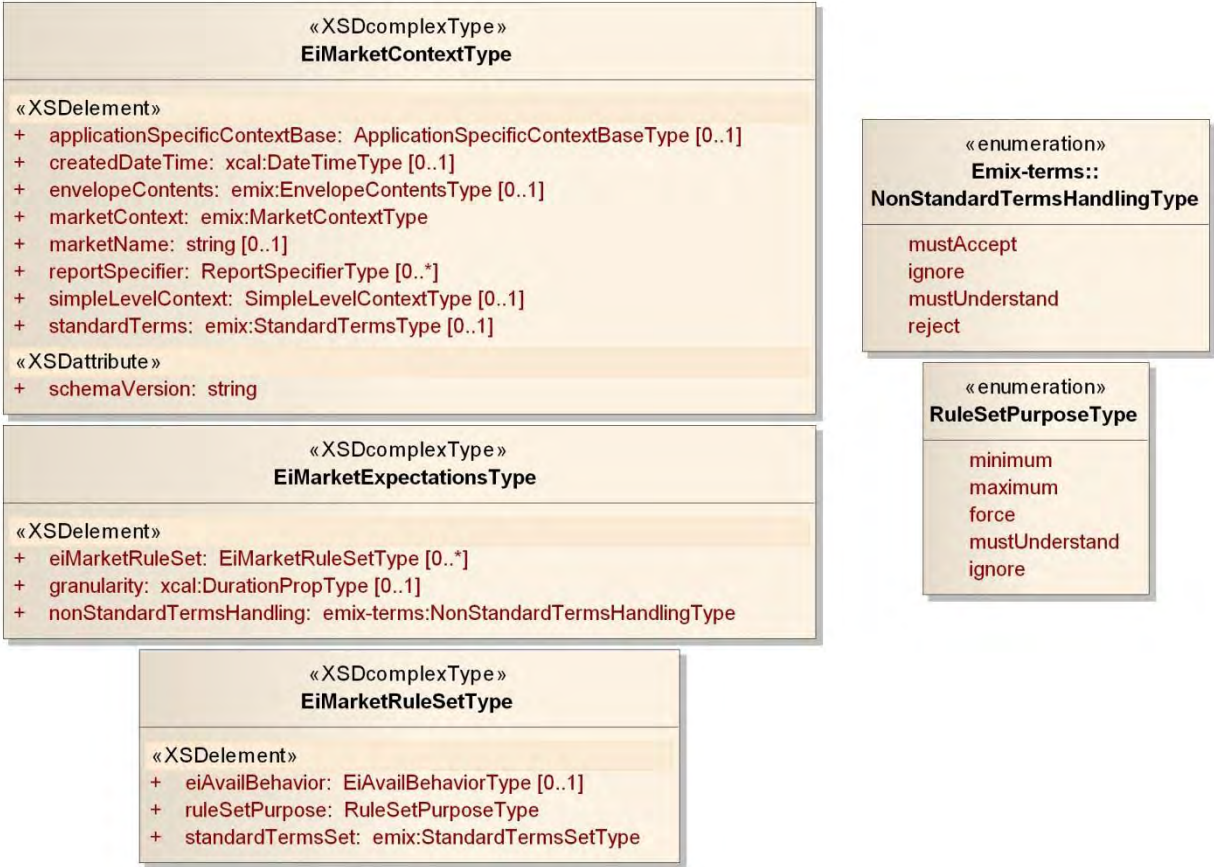 «XSDcomplexType»
EiMarketContextType
«XSDelement»
+ applicationSpecificContextBase: ApplicationSpecificContextBaseType [0..1]
+ createdDateTime: xcal:DateTimeType [0..1]
+ envelopeContents: emix:EnvelopeContentsType [0..1]
+ marketContext: emix:MarketContextType
+ marketName: string [0..1]
+ reportSpecifier: ReportSpecifierType [0..*]
+ simpleLevelContext: SimpleLevelContextType [0..1]
+ standardTerms: emix:StandardTermsType [0..1]
«XSDattribute»
+ schemaVersion: string
«XSDcomplexType»
EiMarketExpectationsType
«XSDelement»
+ eiMarketRuleSet: EiMarketRuleSetType [0..*]
+ granularity: xcal:DurationPropType [0..1]
+ nonStandardTermsHandling: emix-terms:NonStandardTermsHandlingType
«XSDcomplexType»
EiMarketRuleSetType
«XSDelement»
+ eiAvailBehavior: EiAvailBehaviorType [0..1]
+ ruleSetPurpose: RuleSetPurposeType
+ standardTermsSet: emix:StandardTermsSetType
«enumeration»
Emix-terms::
NonStandardTermsHandlingType
mustAccept
ignore
mustUnderstand
reject
«enumeration»
RuleSetPurposeType
minimum
maximum
force
mustUnderstand
ignore